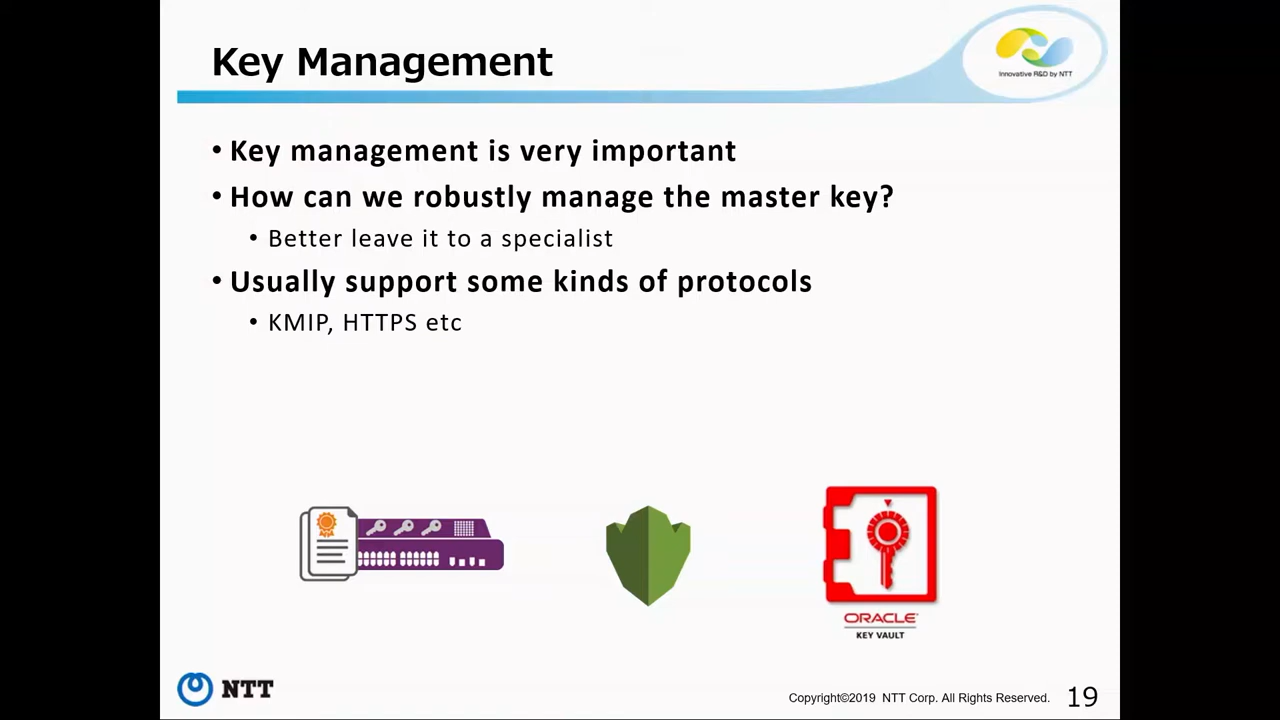 Key Management
Innovative R&D by NTT
• Key management is very important
• How can we robustly manage the master key?
• Better leave it to a specialist
• Usually support some kinds of protocols
• KMIP, HTTPS etc
ORACLE
KEY VAULT
NTT
Copyright©2019 NTT Corp. All Rights Reserved.
19